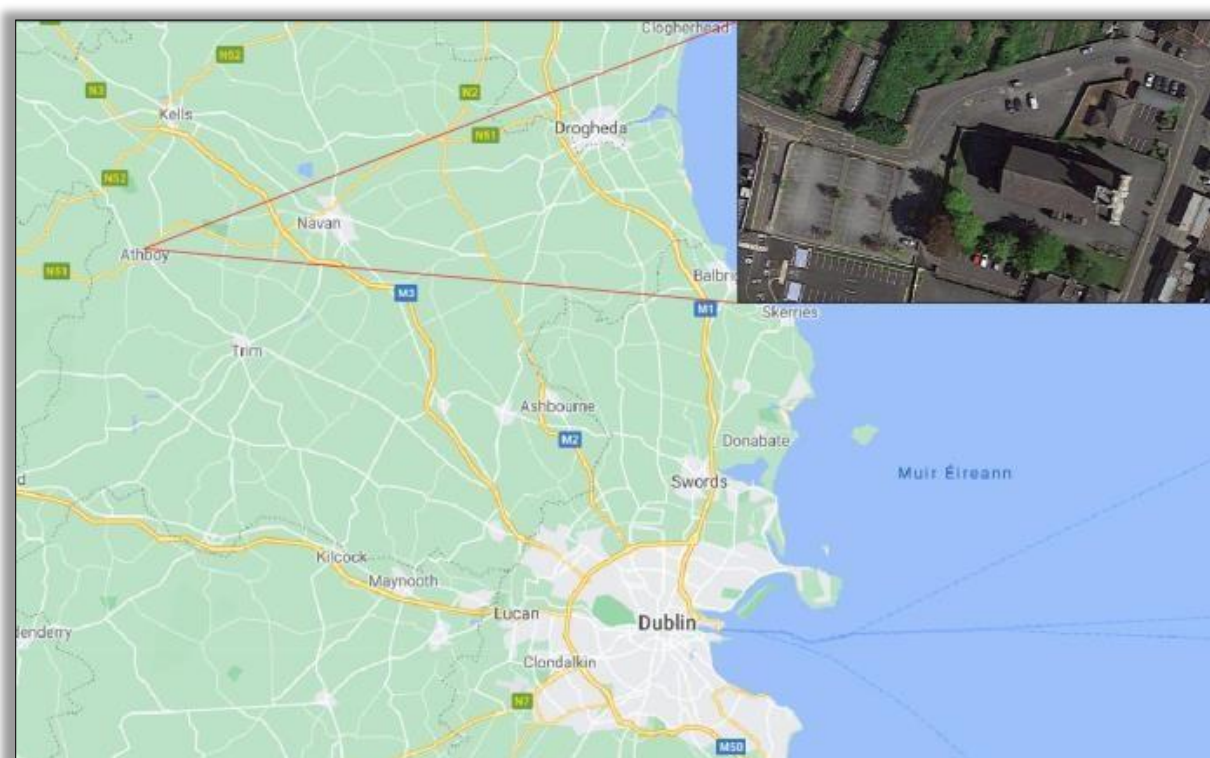 Clogherhead
N52
N3
N2
Kells
Drogheda
N51
N52
Navan
Athboy
N51
Balbri
M3
M1
Skerries
Trim
Ashbourne
M2
Donabate
Muir Éireann
Swords
d
Kilcock
Maynooth
Lucan
Dublin
denderry
Clondalkin
N7
M50